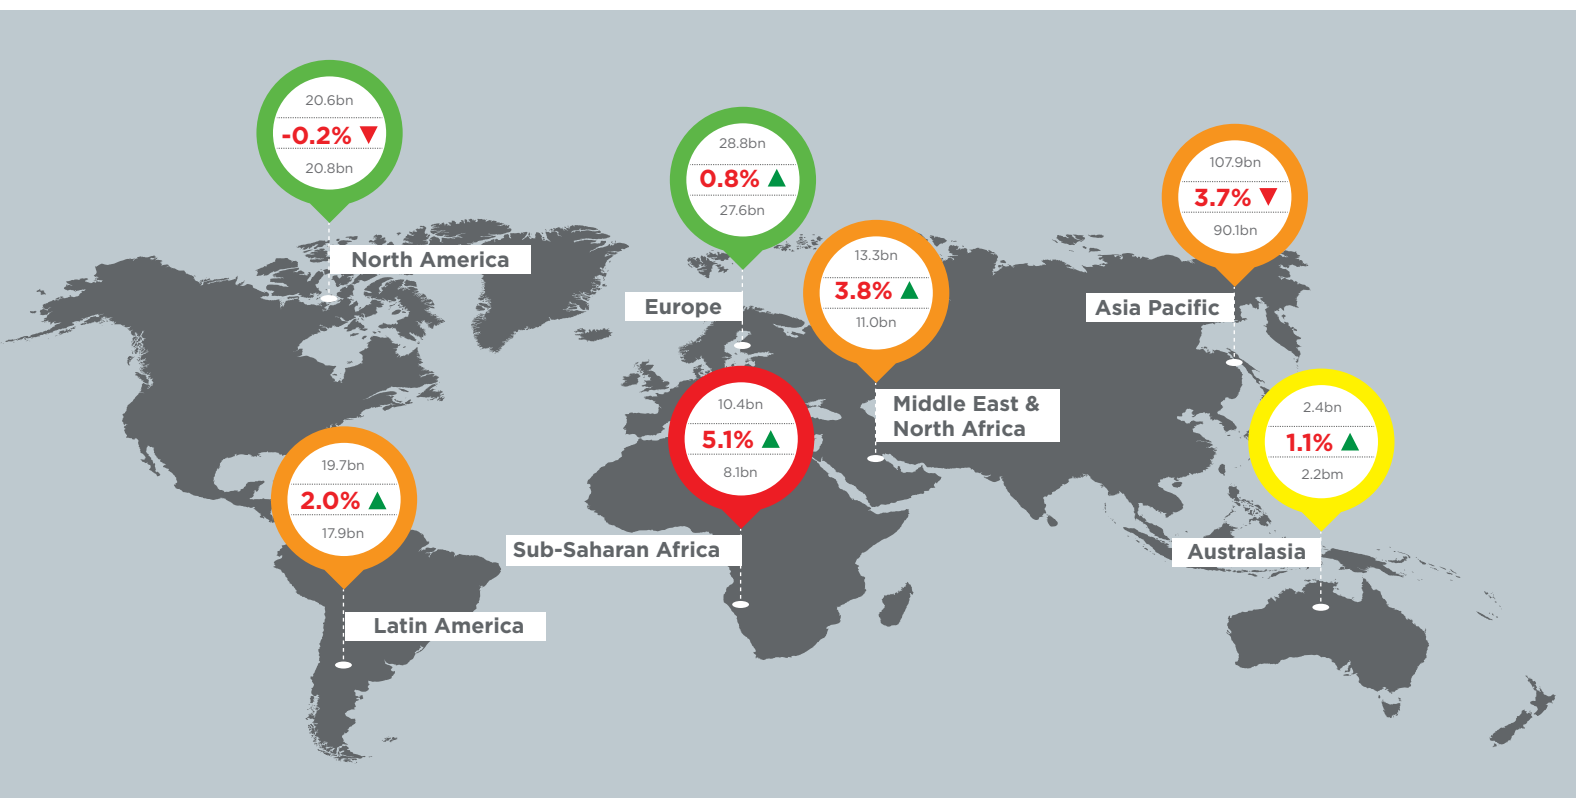 20.6bn
-0.2%
20.8bn
North America
28.8bn
0.8%
27.6bn
Europe
107.9bn
3.7%
90.1bn
Asia Pacific
13.3bn
3.8%
11.0bn
Middle East &
North Africa
10.4bn
5.1%
8.1bn
Sub-Saharan Africa
2.4bn
1.1%
2.2bm
Australasia
19.7bn
2.0%
17.9bn
Latin America